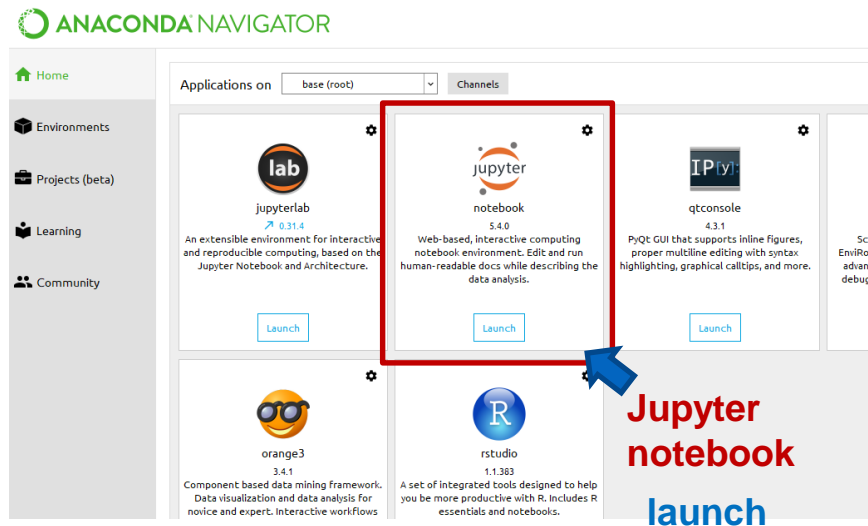 ANACONDA NAVIGATOR
Home
Applications on base (root) Channels
Environments
Projects (beta)
Learning
Community
lab
jupyterlab
0.31.4
An extensible environment for interactive
and reproducible computing, based on the
Jupyter Notebook and Architecture.
Launch
jupyter
notebook
5.4.0
Web-based, interactive computing
notebook environment. Edit and run
human-readable docs while describing the
data analysis.
Launch
IP[y]:
qtconsole
4.3.1
PyQt GUI that supports inline figures,
proper multiline editing with syntax
highlighting, graphical calltips, and more.
Launch
Sc
EnviRo
advan
debug
orange3
3.4.1
Component based data mining framework.
Data visualization and data analysis for
novice and expert. Interactive workflows
R
rstudio
1.1.383
A set of integrated tools designed to help
you be more productive with R. Includes R
essentials and notebooks.
Jupyter
notebook
launch